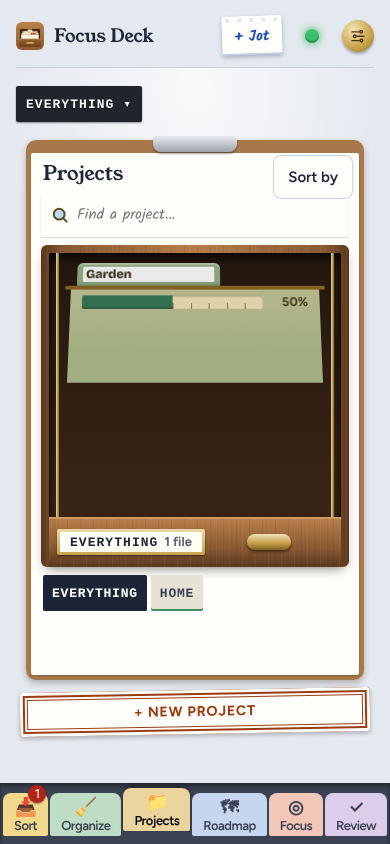 Focus Deck
+ Jot
EVERYTHING ▾
Projects
Sort by
Find a project...
Garden
50%
EVERYTHING 1 file
EVERYTHING
HOME
+ NEW PROJECT
1
Sort
Organize
Projects
Roadmap
Focus
Review